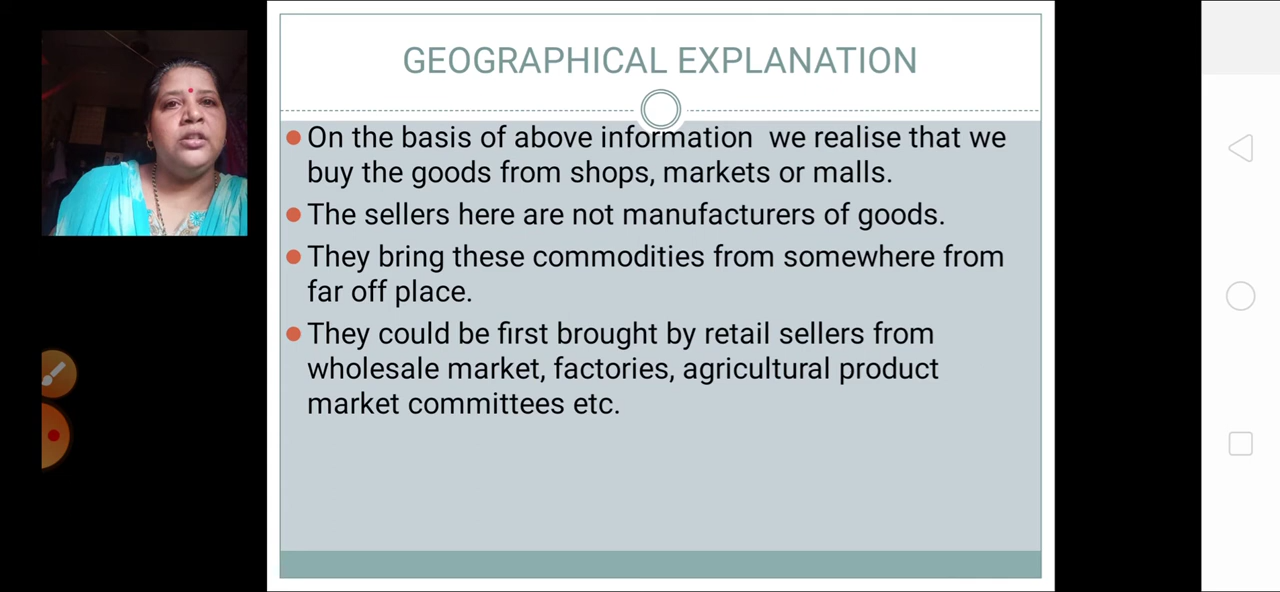 GEOGRAPHICAL EXPLANATION
On the basis of above information we realise that we
buy the goods from shops, markets or malls.
The sellers here are not manufacturers of goods.
They bring these commodities from somewhere from
far off place.
They could be first brought by retail sellers from
wholesale market, factories, agricultural product
market committees etc.